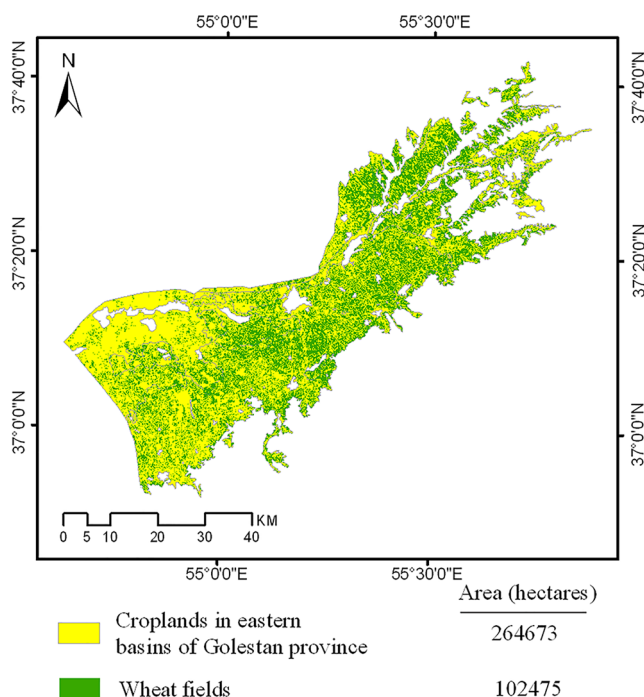 55°0'0"E 55°30'0"E
N
37°40'0"N 37°40'0"N
37°20'0"N 37°20'0"N
37°0'0"N 37°0'0"N
KM
0 5 10 20 30 40
55°0'0"E 55°30'0"E
Area (hectares)
Croplands in eastern
basins of Golestan province 264673
Wheat fields 102475